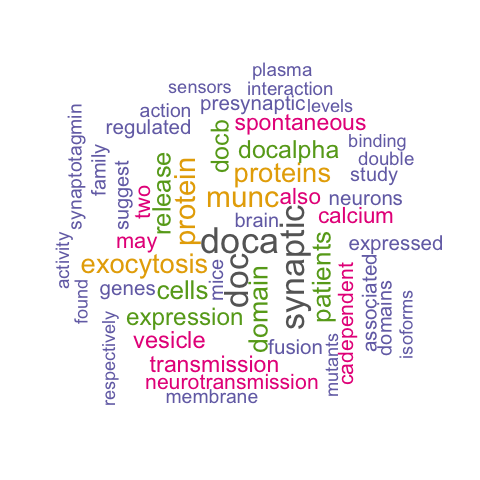 plasma
sensors
interaction
action
presynaptic
levels
regulated
spontaneous
synaptotagmin
family
suggest
two
release
protein
docb
docalpha
binding
double
proteins
study
munc
also
neurons
brain
calcium
may
doca
synaptic
expressed
activity
found
exocytosis
genes
cells
mice
doc
domain
patients
cadependent
associated
domains
isoforms
respectively
expression
vesicle
fusion
mutants
transmission
neurotransmission
membrane